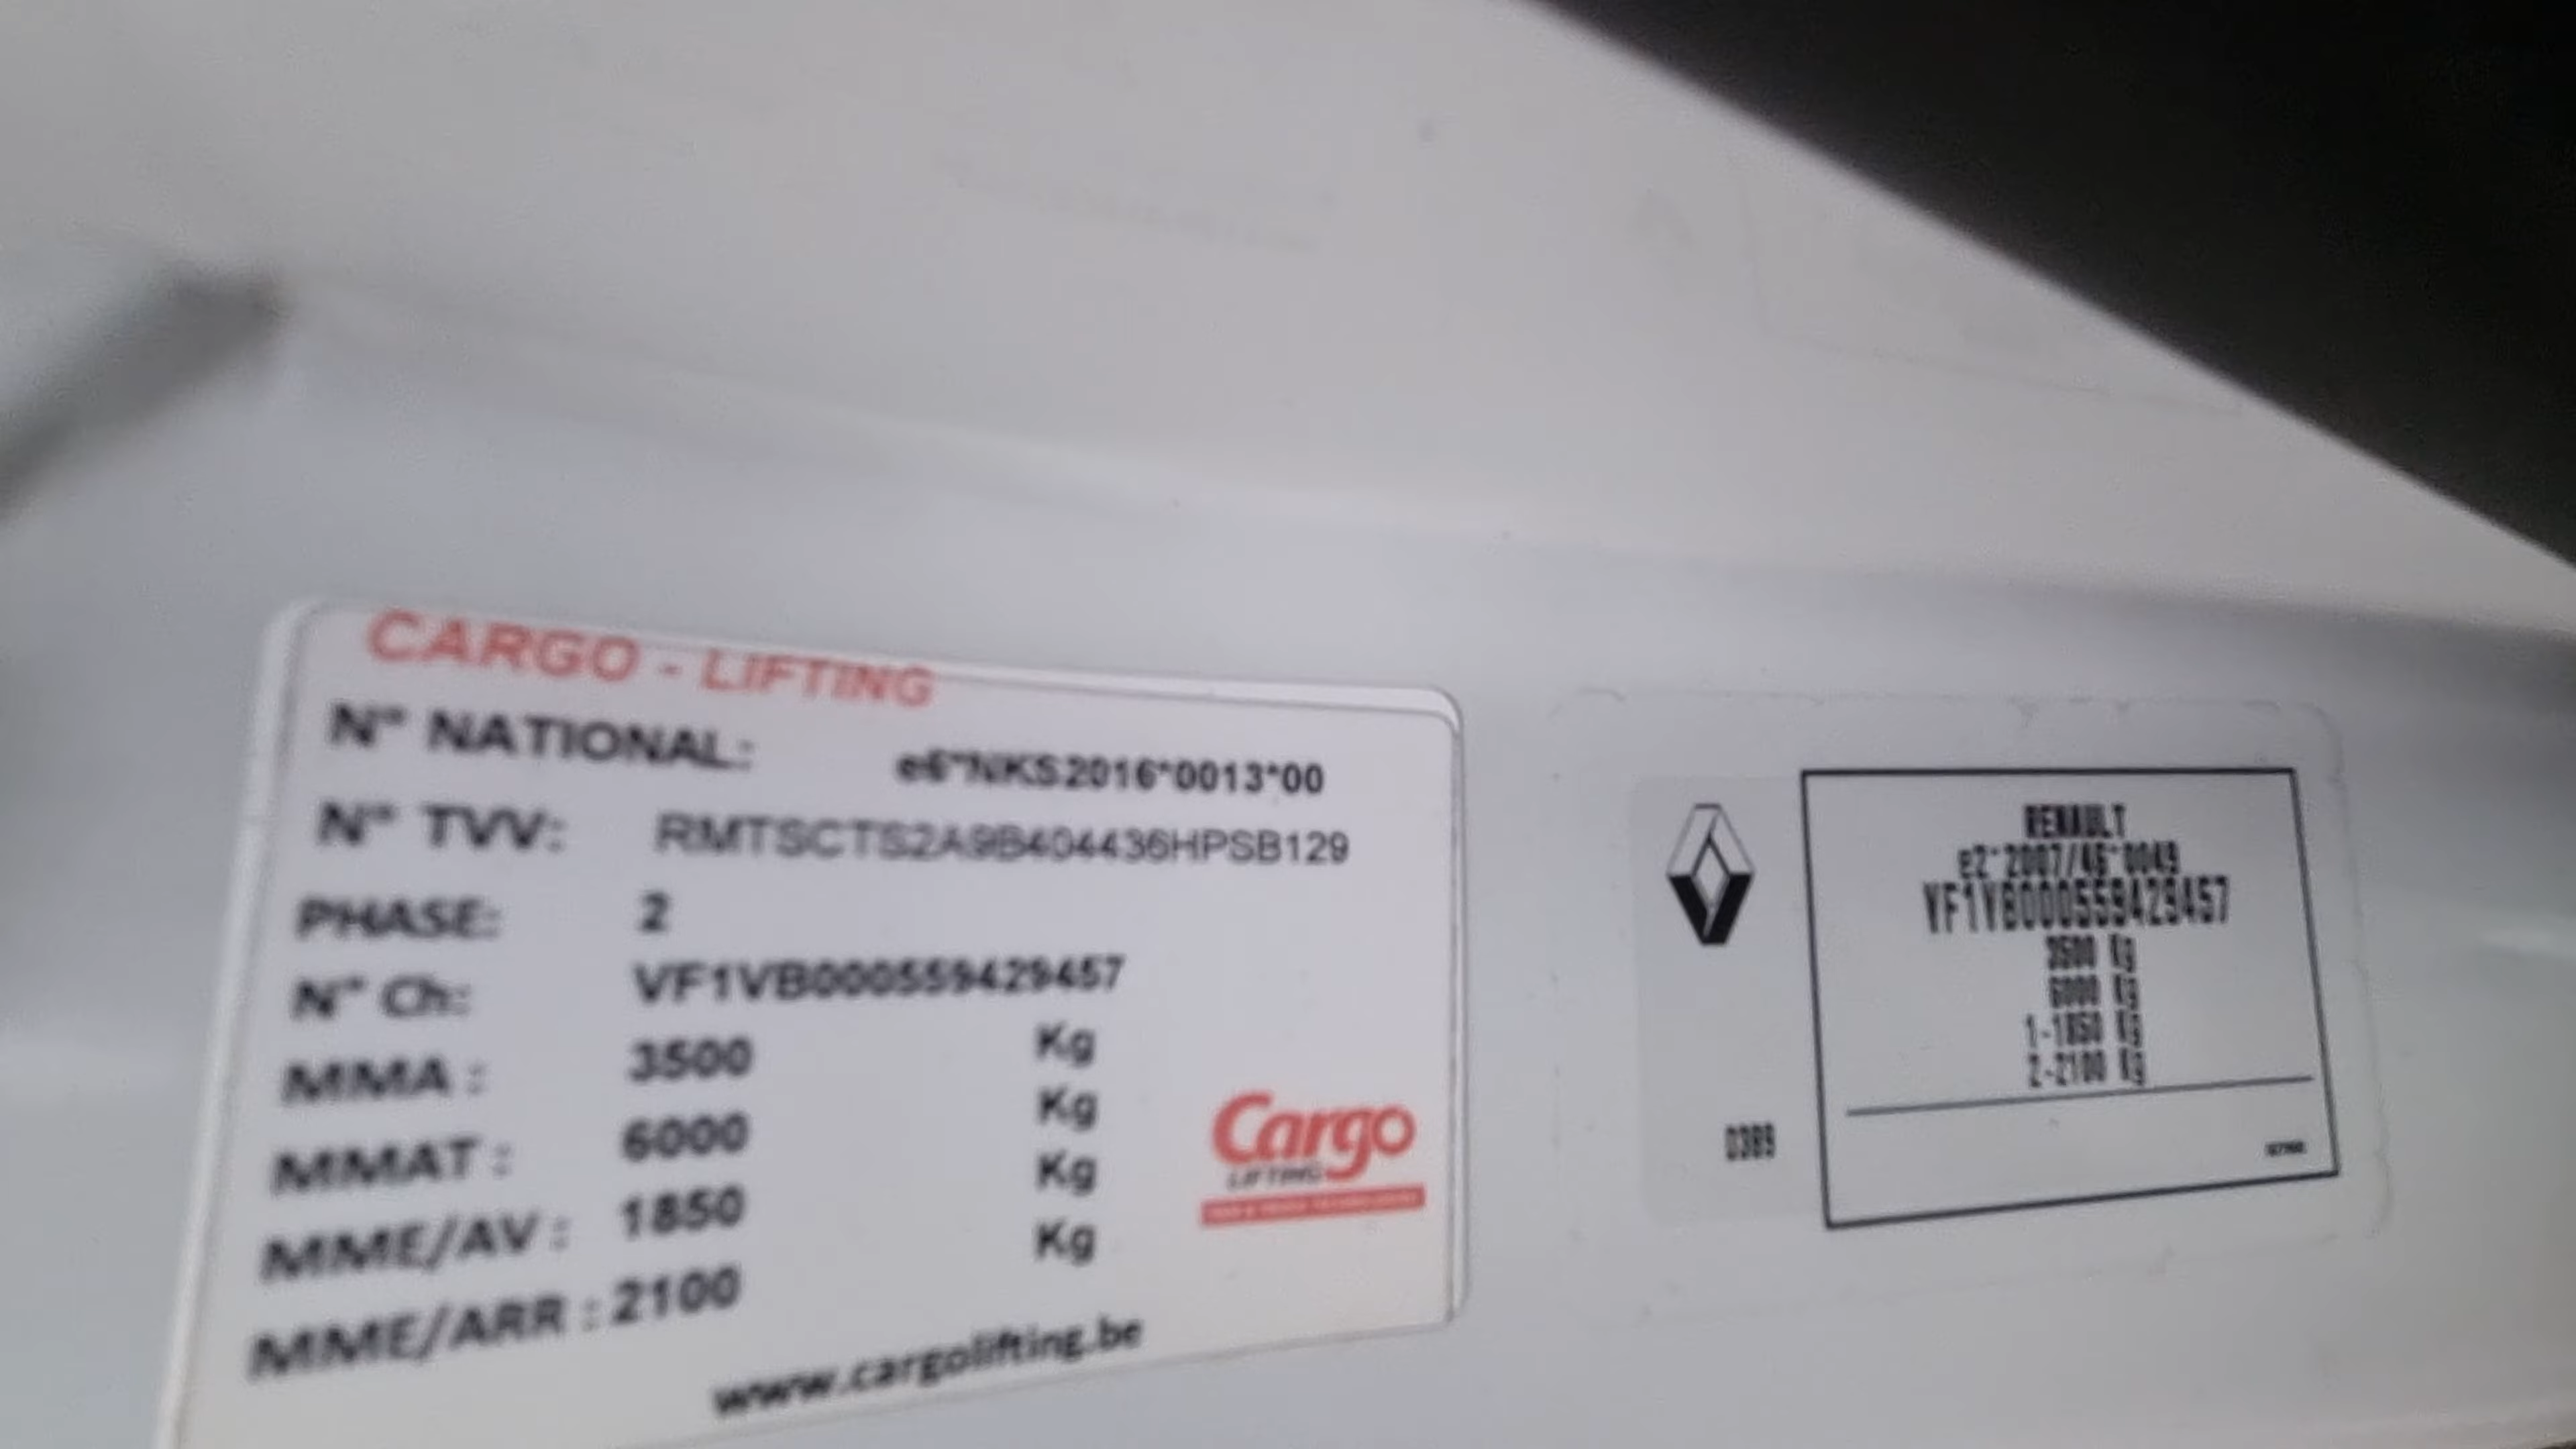 CARGO - LIFTING
N° NATIONAL: e6*NKS2016*0013*00
N° TVV: RMTSCTS2A9B404436HPSB129
PHASE: 2
N° Ch: VF1VB000559429457
MMA : 3500 Kg
MMAT : 6000 Kg
MME/AV : 1850 Kg
MME/ARR : 2100 Kg
www.cargolifting.be
Cargo
LIFTING
RENAULT
e2*2007/46*0049
VF1VB000559429457
3500 Kg
6000 Kg
1-1850 Kg
2-2100 Kg
0389